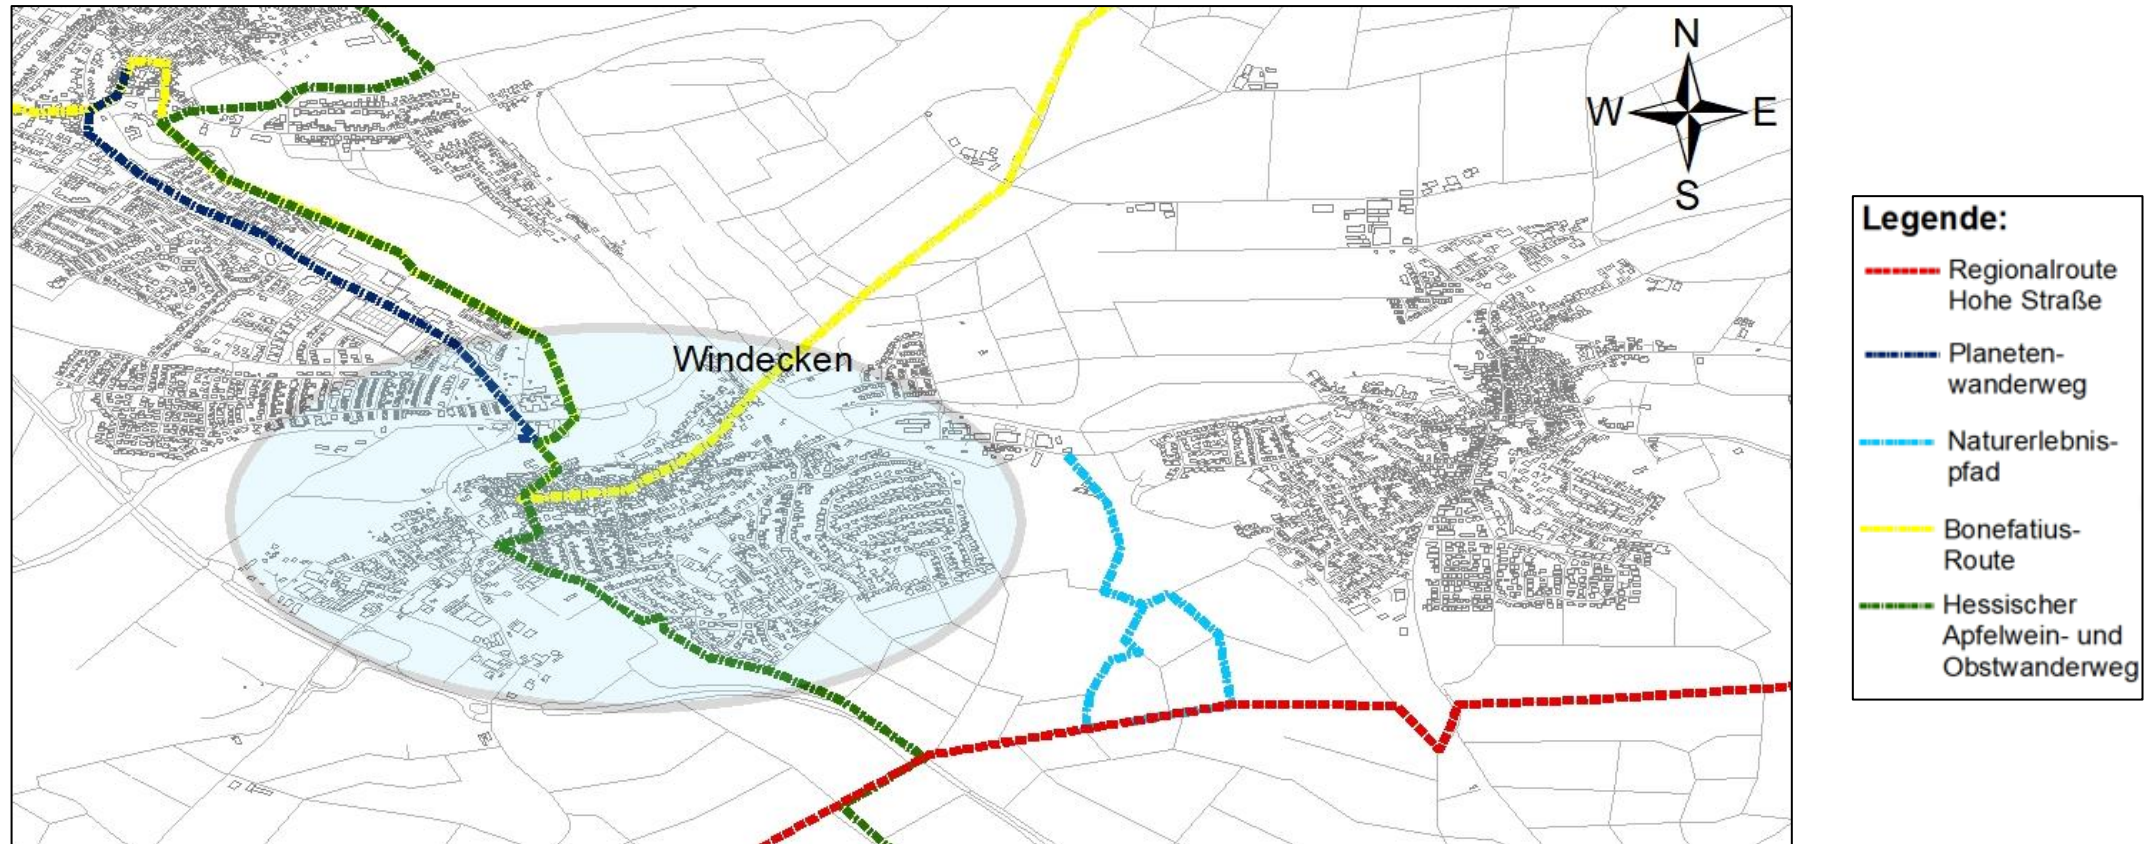 N
W E
S
Windecken
Legende:
Regionalroute
Hohe Straße
Planeten-
wanderweg
Naturerlebnis-
pfad
Bonefatius-
Route
Hessischer
Apfelwein- und
Obstwanderweg